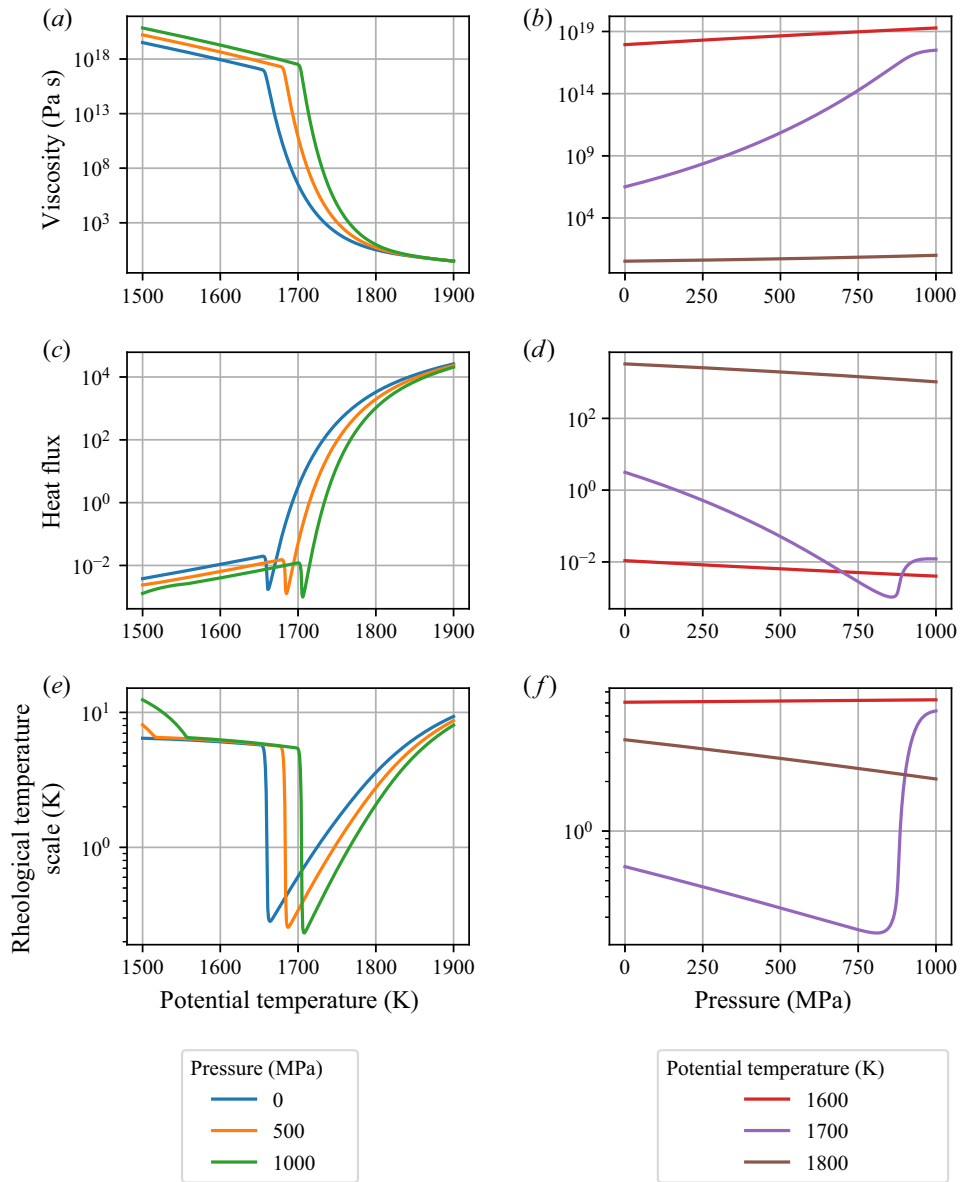 (a)
(b)
Viscosity (Pa s)
10^18
10^13
10^8
10^3
1500 1600 1700 1800 1900
10^19
10^14
10^9
10^4
0 250 500 750 1000
(c)
(d)
Heat flux
10^4
10^2
10^0
10^−2
1500 1600 1700 1800 1900
10^2
10^0
10^−2
0 250 500 750 1000
(e)
(f)
Rheological temperature
scale (K)
10^1
10^0
1500 1600 1700 1800 1900
Potential temperature (K)
10^0
0 250 500 750 1000
Pressure (MPa)
Pressure (MPa)
0
500
1000
Potential temperature (K)
1600
1700
1800